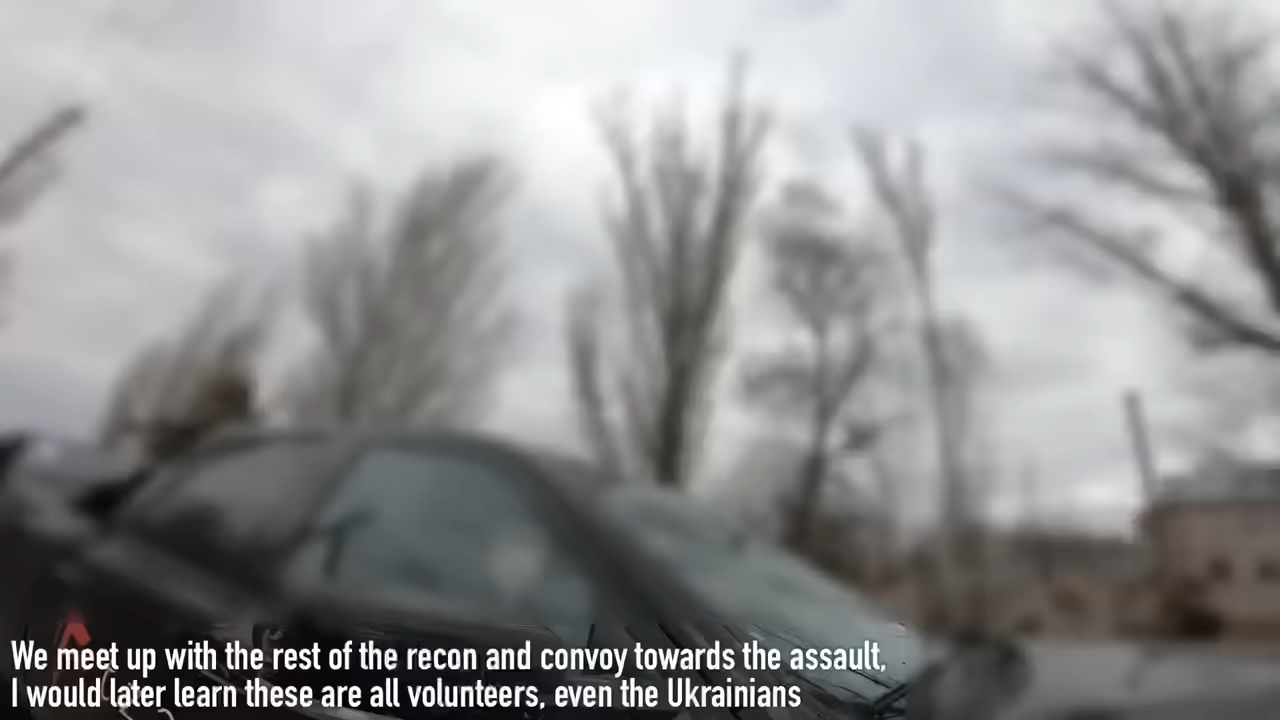 We meet up with the rest of the recon and convoy towards the assault,
I would later learn these are all volunteers, even the Ukrainians